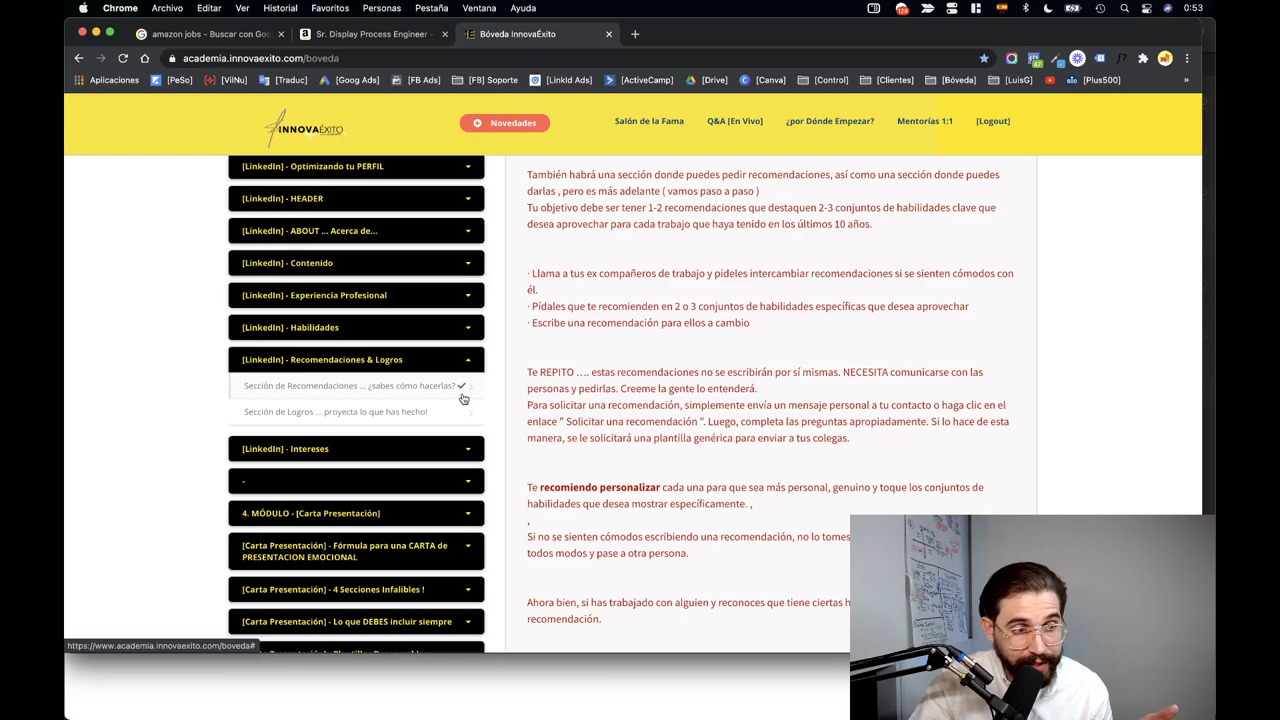 Chrome Archivo Editar Ver Historial Favoritos Personas Pestaña Ventana Ayuda
0:53
amazon jobs - Buscar con Goo
Sr. Display Process Engineer -
Bóveda InnovaÉxito
academia.innovaexito.com/boveda
Aplicaciones [PeSo] [VilNu] [Traduc] [Goog Ads] [FB Ads] [FB] Soporte [LinkId Ads] [ActiveCamp] [Drive] [Canva] [Control] [Clientes] [Bóveda] [LuisG] [Plus500] »
INNOVAÉXITO
Novedades
Salón de la Fama Q&A [En Vivo] ¿por Dónde Empezar? Mentorías 1:1 [Logout]
[LinkedIn] - Optimizando tu PERFIL
[LinkedIn] - HEADER
[LinkedIn] - ABOUT ... Acerca de...
[LinkedIn] - Contenido
[LinkedIn] - Experiencia Profesional
[LinkedIn] - Habilidades
[LinkedIn] - Recomendaciones & Logros
Sección de Recomendaciones ... ¿sabes cómo hacerlas?
Sección de Logros ... proyecta lo que has hecho!
[LinkedIn] - Intereses
-
4. MÓDULO - [Carta Presentación]
[Carta Presentación] - Fórmula para una CARTA de
PRESENTACION EMOCIONAL
[Carta Presentación] - 4 Secciones Infalibles !
[Carta Presentación] - Lo que DEBES incluir siempre
https://www.academia.innovaexito.com/boveda#
También habrá una sección donde puedes pedir recomendaciones, así como una sección donde puedes
darlas , pero es más adelante ( vamos paso a paso )
Tu objetivo debe ser tener 1-2 recomendaciones que destaquen 2-3 conjuntos de habilidades clave que
desea aprovechar para cada trabajo que haya tenido en los últimos 10 años.
· Llama a tus ex compañeros de trabajo y pideles intercambiar recomendaciones si se sienten cómodos con
él.
· Pídales que te recomienden en 2 o 3 conjuntos de habilidades específicas que desea aprovechar
· Escribe una recomendación para ellos a cambio
Te REPITO .... estas recomendaciones no se escribirán por sí mismas. NECESITA comunicarse con las
personas y pedirlas. Creeme la gente lo entenderá.
Para solicitar una recomendación, simplemente envía un mensaje personal a tu contacto o haga clic en el
enlace " Solicitar una recomendación ". Luego, completa las preguntas apropiadamente. Si lo hace de esta
manera, se le solicitará una plantilla genérica para enviar a tus colegas.
Te recomiendo personalizar cada una para que sea más personal, genuino y toque los conjuntos de
habilidades que desea mostrar específicamente. ,
,
Si no se sienten cómodos escribiendo una recomendación, no lo tomes
todos modos y pase a otra persona.
Ahora bien, si has trabajado con alguien y reconoces que tiene ciertas h
recomendación.